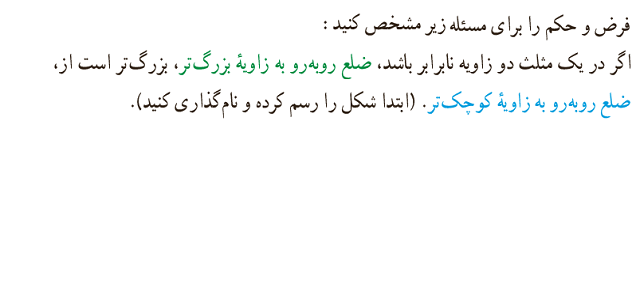 فرض و حکم را برای مسئله زیر مشخص کنید :
اگر در یک مثلث دو زاویه نابرابر باشد، ضلع روبه‌رو به زاویهٔ بزرگ‌تر، بزرگ‌تر است از،
ضلع روبه‌رو به زاویهٔ کوچک‌تر. (ابتدا شکل را رسم کرده و نام‌گذاری کنید).